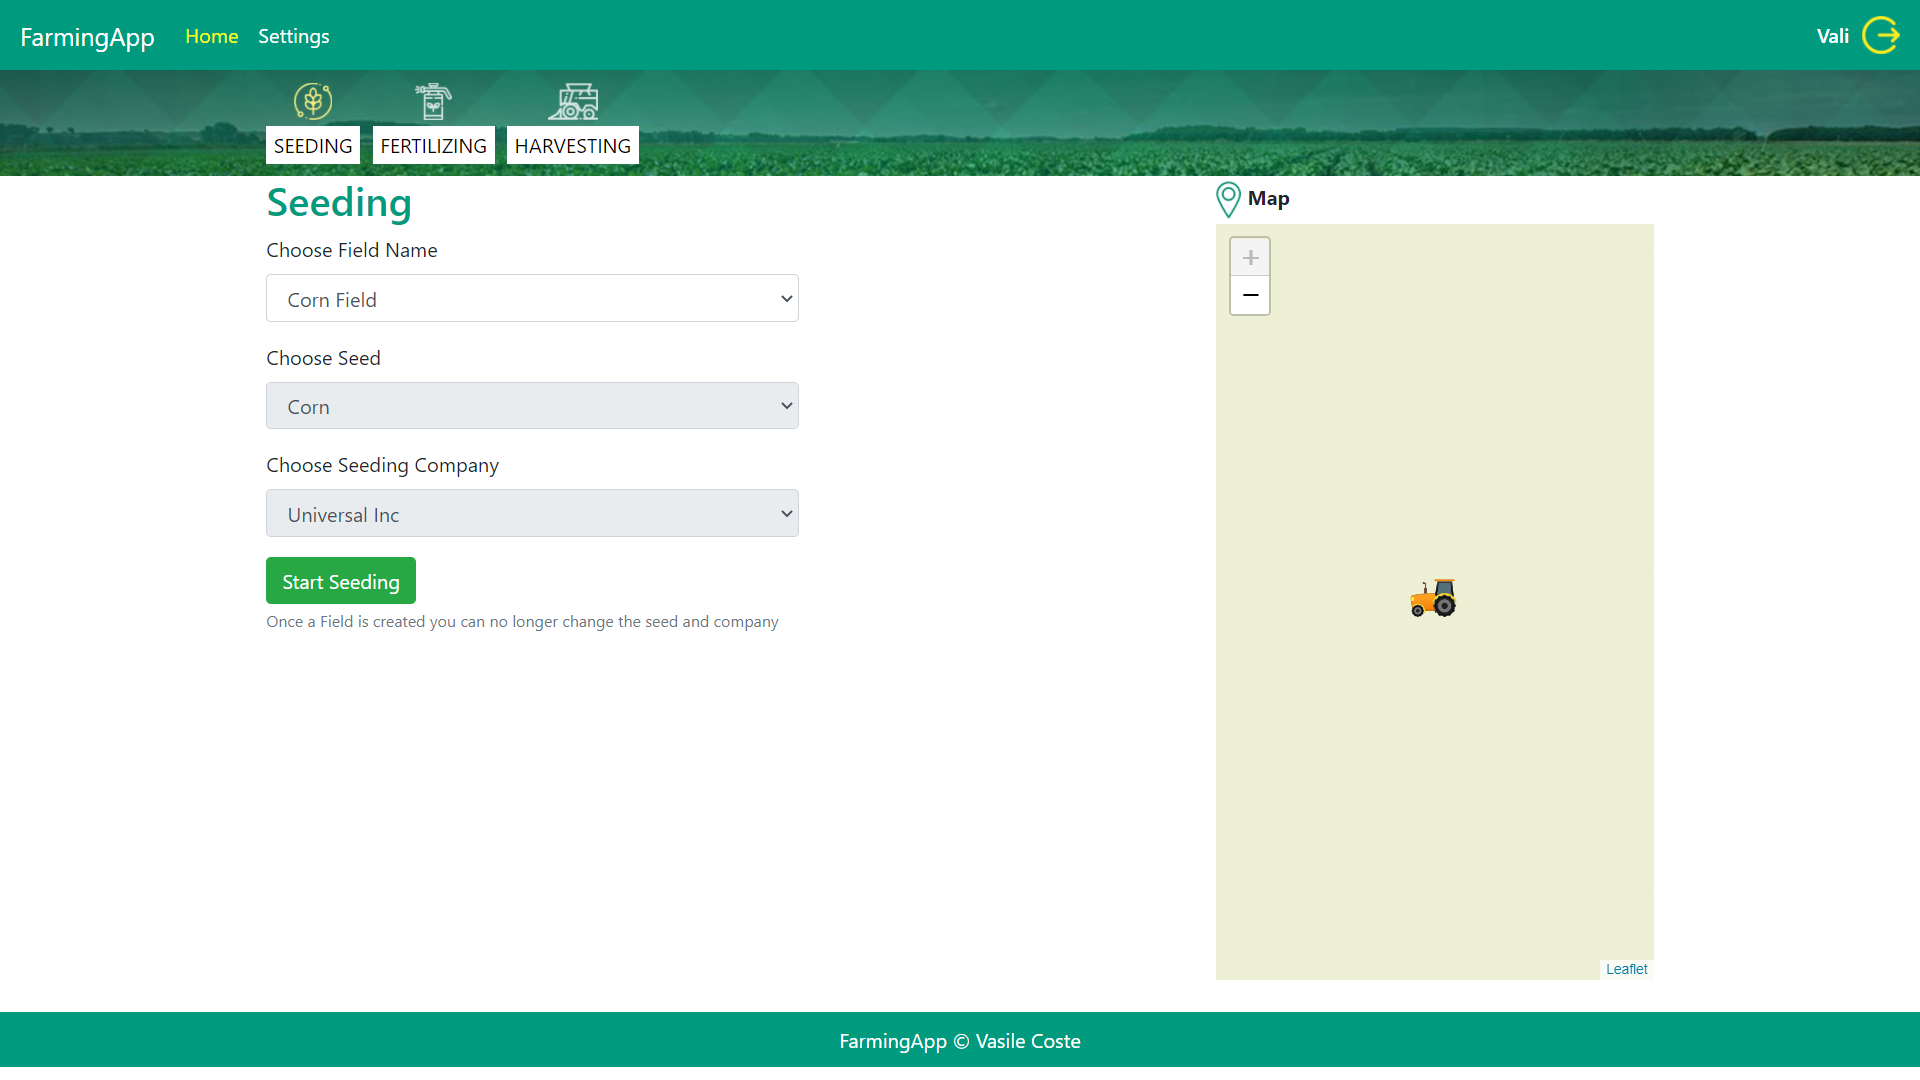 FarmingApp Home Settings Vali
SEEDING FERTILIZING HARVESTING
Seeding
Choose Field Name
Corn Field
Choose Seed
Corn
Choose Seeding Company
Universal Inc
Start Seeding
Once a Field is created you can no longer change the seed and company
Map
+
−
Leaflet
FarmingApp © Vasile Coste